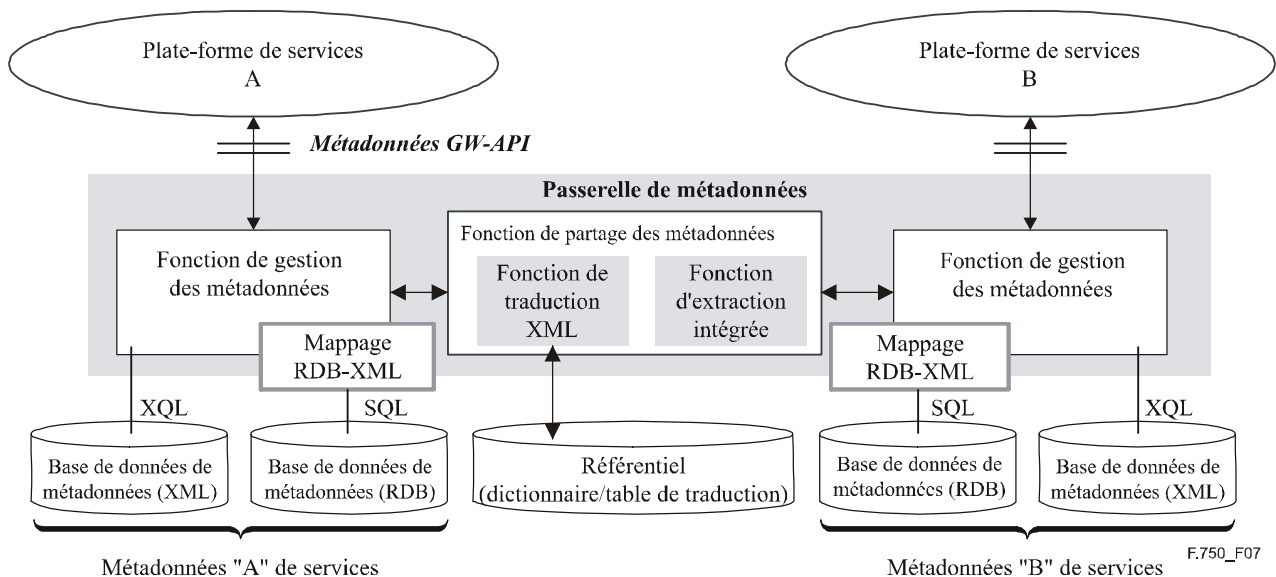 Plate-forme de services
A
Plate-forme de services
B
Métadonnées GW-API
Passerelle de métadonnées
Fonction de gestion
des métadonnées
Fonction de partage des métadonnées
Fonction de
traduction
XML
Fonction
d'extraction
intégrée
Fonction de gestion
des métadonnées
Mappage
RDB-XML
Mappage
RDB-XML
XQL
SQL
SQL
XQL
Base de données de
métadonnées (XML)
Base de données de
métadonnées (RDB)
Référentiel
(dictionnaire/table de traduction)
Base de données de
métadonnées (RDB)
Base de données de
métadonnées (XML)
Métadonnées "A" de services
Métadonnées "B" de services
F.750_F07